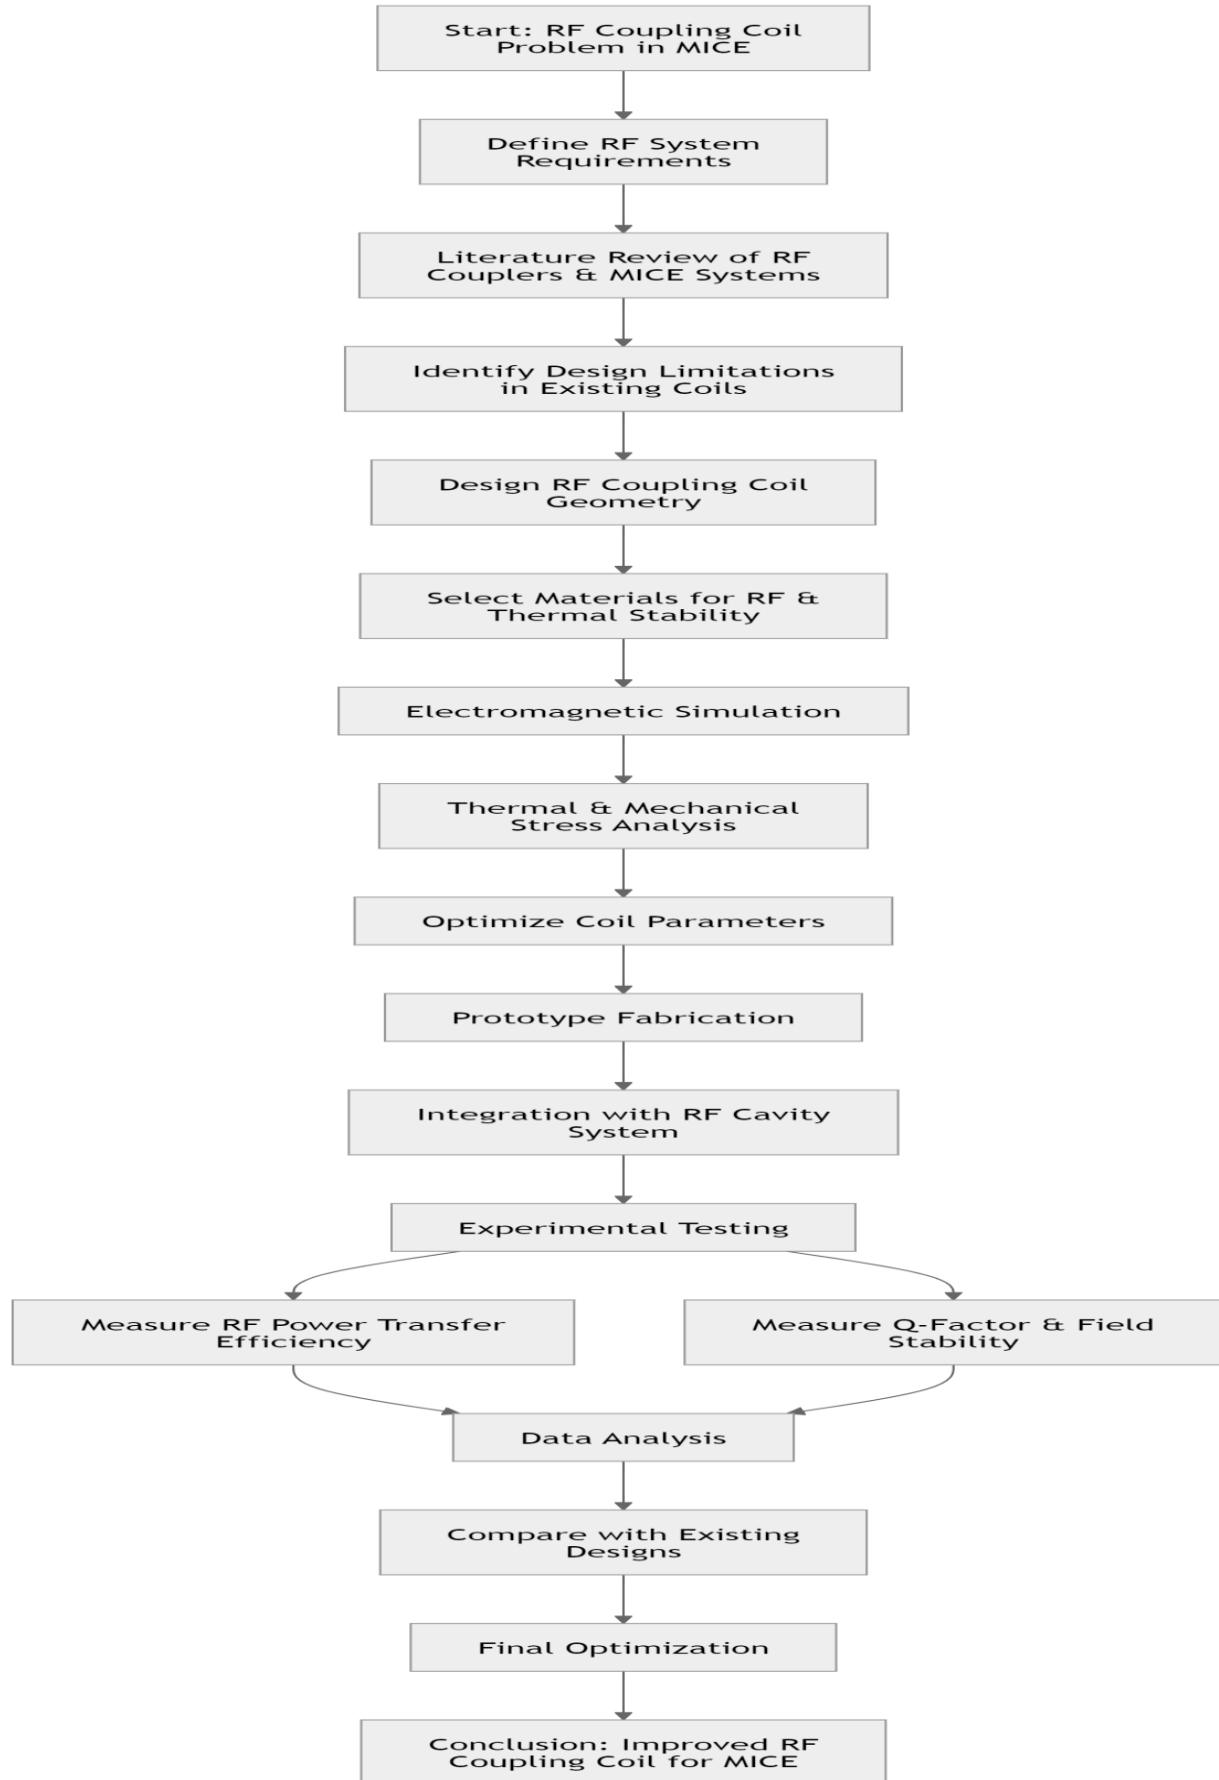 Start: RF Coupling Coil
Problem in MICE
Define RF System
Requirements
Literature Review of RF
Couplers & MICE Systems
Identify Design Limitations
in Existing Coils
Design RF Coupling Coil
Geometry
Select Materials for RF &
Thermal Stability
Electromagnetic Simulation
Thermal & Mechanical
Stress Analysis
Optimize Coil Parameters
Prototype Fabrication
Integration with RF Cavity
System
Experimental Testing
Measure RF Power Transfer
Efficiency
Measure Q-Factor & Field
Stability
Data Analysis
Compare with Existing
Designs
Final Optimization
Conclusion: Improved RF
Coupling Coil for MICE